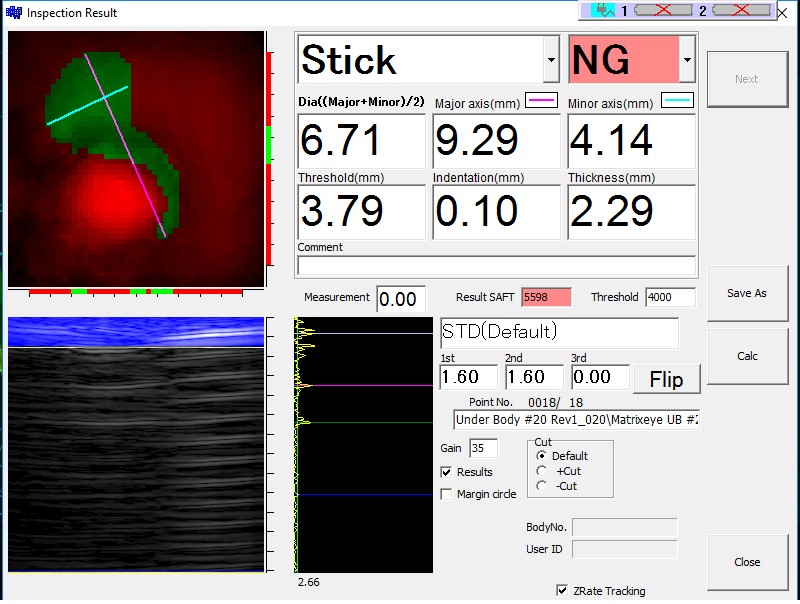 Inspection Result
1 2
Stick NG
Next
Dia((Major+Minor)/2) Major axis(mm) Minor axis(mm)
6.71 9.29 4.14
Threshold(mm) Indentation(mm) Thickness(mm)
3.79 0.10 2.29
Comment
Measurement 0.00 Result SAFT 5598 Threshold 4000
Save As
STD(Default)
1st 2nd 3rd
1.60 1.60 0.00 Flip
Calc
Point No. 0018/ 18
Under Body #20 Rev1_020\Matrixeye UB #2
Gain 35
Cut
Default
+Cut
-Cut
Results
Margin circle
BodyNo.
User ID
Close
2.66
ZRate Tracking